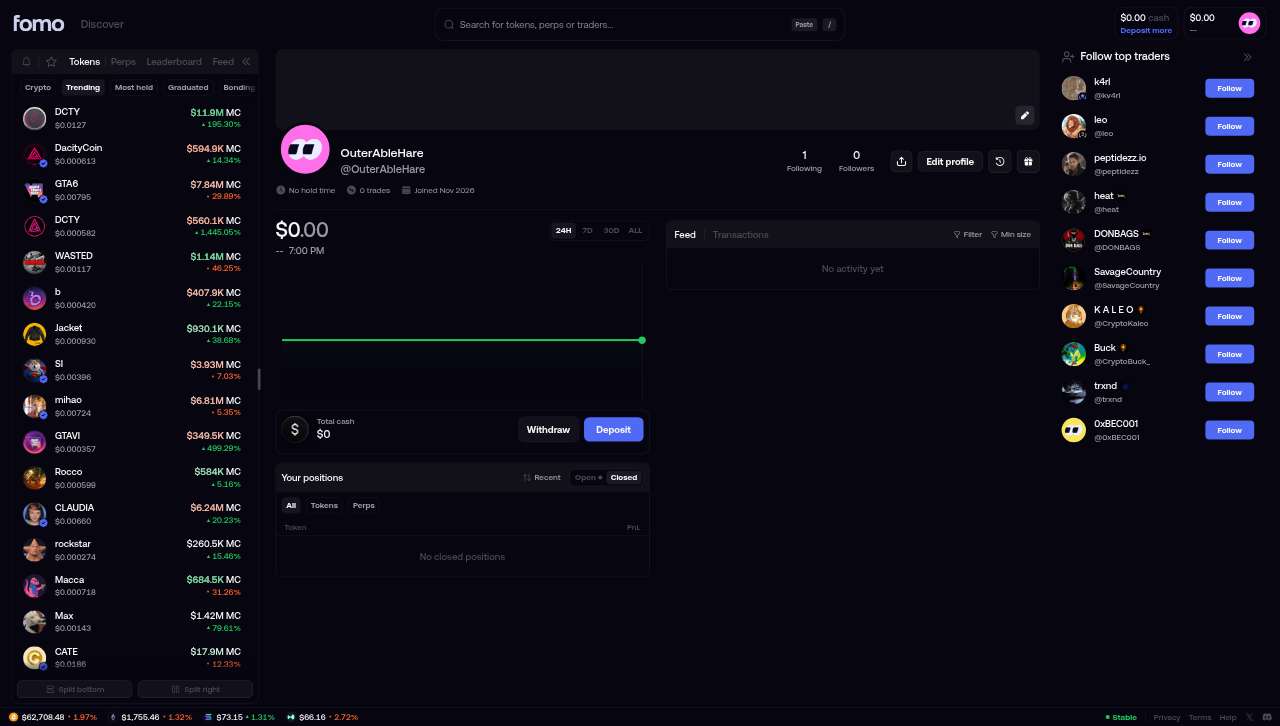 fomo Discover
Search for tokens, perps or traders... Paste /
$0.00 cash
Deposit more
$0.00
--
Tokens Perps Leaderboard Feed
Crypto Trending Most held Graduated Bonding
DCTY $11.9M MC
$0.0127 195.30%
DacityCoin $594.9K MC
$0.000613 14.34%
GTA6 $7.84M MC
$0.00795 29.89%
DCTY $560.1K MC
$0.000582 1,445.05%
WASTED $1.14M MC
$0.00117 46.25%
b $407.9K MC
$0.000420 22.15%
Jacket $930.1K MC
$0.000930 38.68%
SI $3.93M MC
$0.00396 7.03%
mihao $6.81M MC
$0.00724 5.35%
GTAVI $349.5K MC
$0.000357 499.29%
Rocco $584K MC
$0.000599 5.16%
CLAUDIA $6.24M MC
$0.00660 20.23%
rockstar $260.5K MC
$0.000274 15.46%
Macca $684.5K MC
$0.000718 31.26%
Max $1.42M MC
$0.00143 79.61%
CATE $17.9M MC
$0.0186 12.33%
Split bottom Split right
OuterAbleHare
@OuterAbleHare
1 Following
0 Followers
Edit profile
No hold time 0 trades Joined Nov 2026
$0.00
-- 7:00 PM
24H 7D 30D ALL
Total cash
$0
Withdraw Deposit
Your positions Recent Open Closed
All Tokens Perps
Token PnL
No closed positions
Feed Transactions Filter Min size
No activity yet
Follow top traders
k4rl
@kv4rl
Follow
leo
@leo
Follow
peptidezz.io
@peptidezz
Follow
heat
@heat
Follow
DONBAGS
@DONBAGS
Follow
SavageCountry
@SavageCountry
Follow
K A L E O
@CryptoKaleo
Follow
Buck
@CryptoBuck_
Follow
trxnd
@trxnd
Follow
0xBEC001
@0xBEC001
Follow
$62,708.48 1.97% $1,755.46 1.32% $73.15 1.31% $66.16 2.72%
Stable Privacy Terms Help